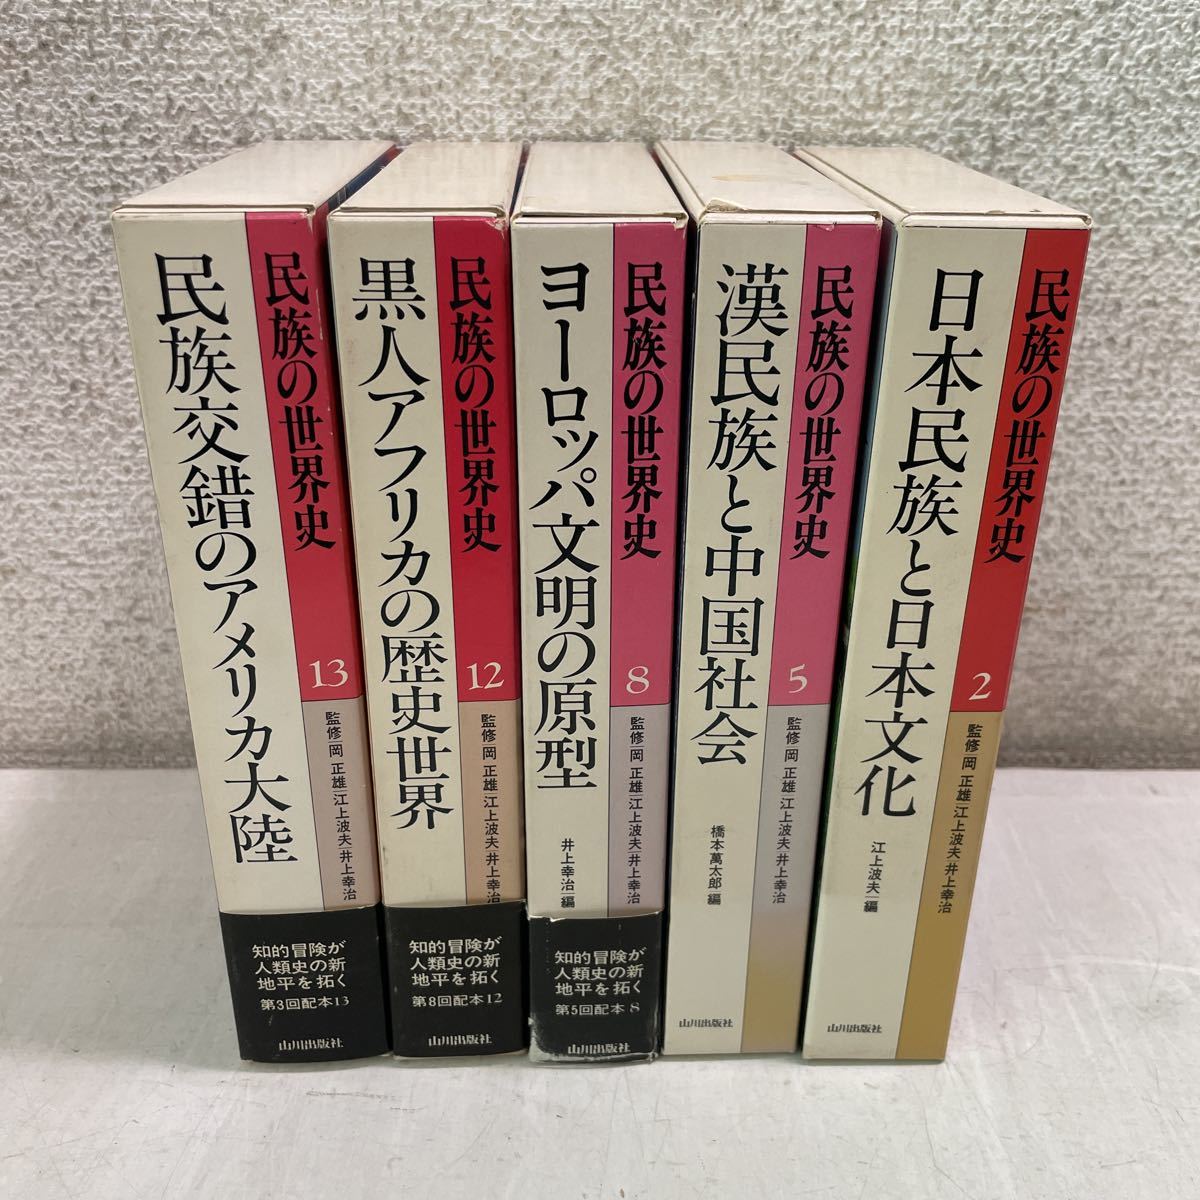 民族の世界史
13
民族交錯のアメリカ大陸
監修 岡 正雄 江上波夫 井上幸治
知的冒険が
人類史の新
地平を拓く
第3回配本13
山川出版社
民族の世界史
12
黒人アフリカの歴史世界
監修 岡 正雄 江上波夫 井上幸治
知的冒険が
人類史の新
地平を拓く
第8回配本12
山川出版社
民族の世界史
8
ヨーロッパ文明の原型
監修 岡 正雄 江上波夫 井上幸治
井上幸治 編
知的冒険が
人類史の新
地平を拓く
第5回配本 8
山川出版社
民族の世界史
5
漢民族と中国社会
監修 岡 正雄 江上波夫 井上幸治
橋本萬太郎 編
山川出版社
民族の世界史
2
日本民族と日本文化
監修 岡 正雄 江上波夫 井上幸治
江上波夫 編
山川出版社